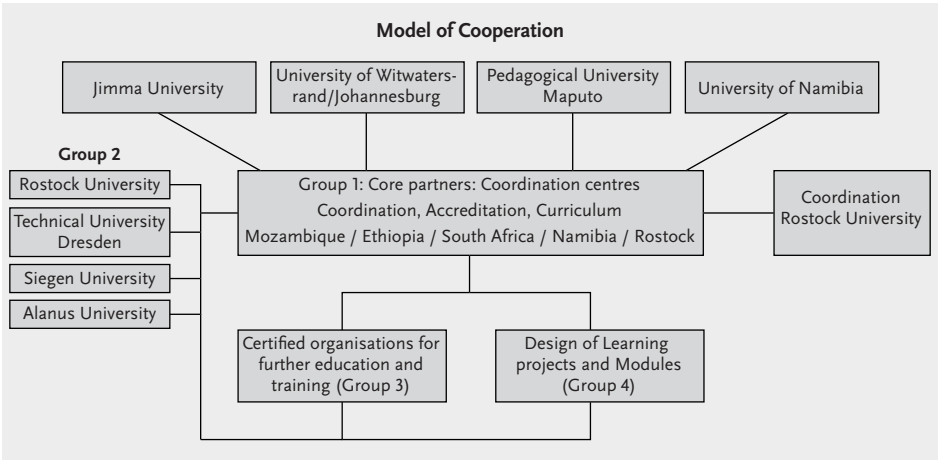 Model of Cooperation
Jimma University
University of Witwaters-
rand/Johannesburg
Pedagogical University
Maputo
University of Namibia
Group 2
Rostock University
Technical University
Dresden
Siegen University
Alanus University
Group 1: Core partners: Coordination centres
Coordination, Accreditation, Curriculum
Mozambique / Ethiopia / South Africa / Namibia / Rostock
Coordination
Rostock University
Certified organisations for
further education and
training (Group 3)
Design of Learning
projects and Modules
(Group 4)